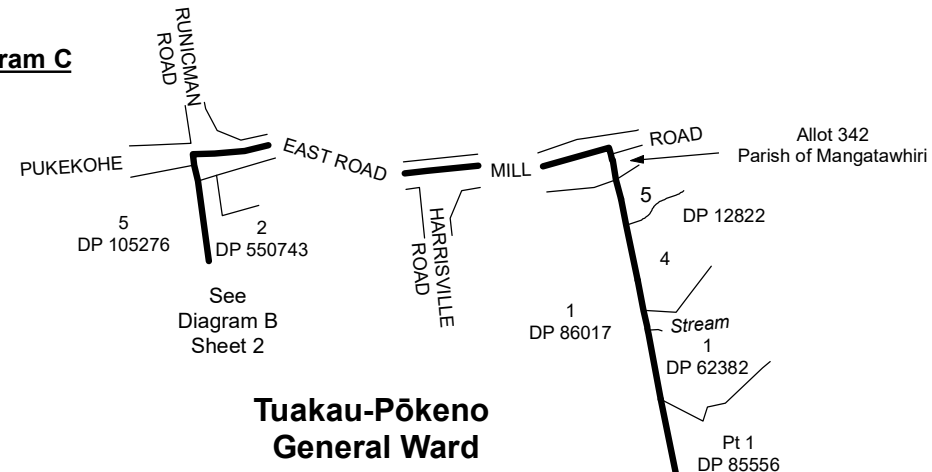 ram C
RUNICMAN
ROAD
PUKEKOHE
EAST ROAD
MILL
ROAD
Allot 342
Parish of Mangatawhiri
HARRISVILLE
ROAD
5
DP 105276
2
DP 550743
See
Diagram B
Sheet 2
5
DP 12822
4
1
DP 86017
Stream
1
DP 62382
Tuakau-Pōkeno
General Ward
Pt 1
DP 85556